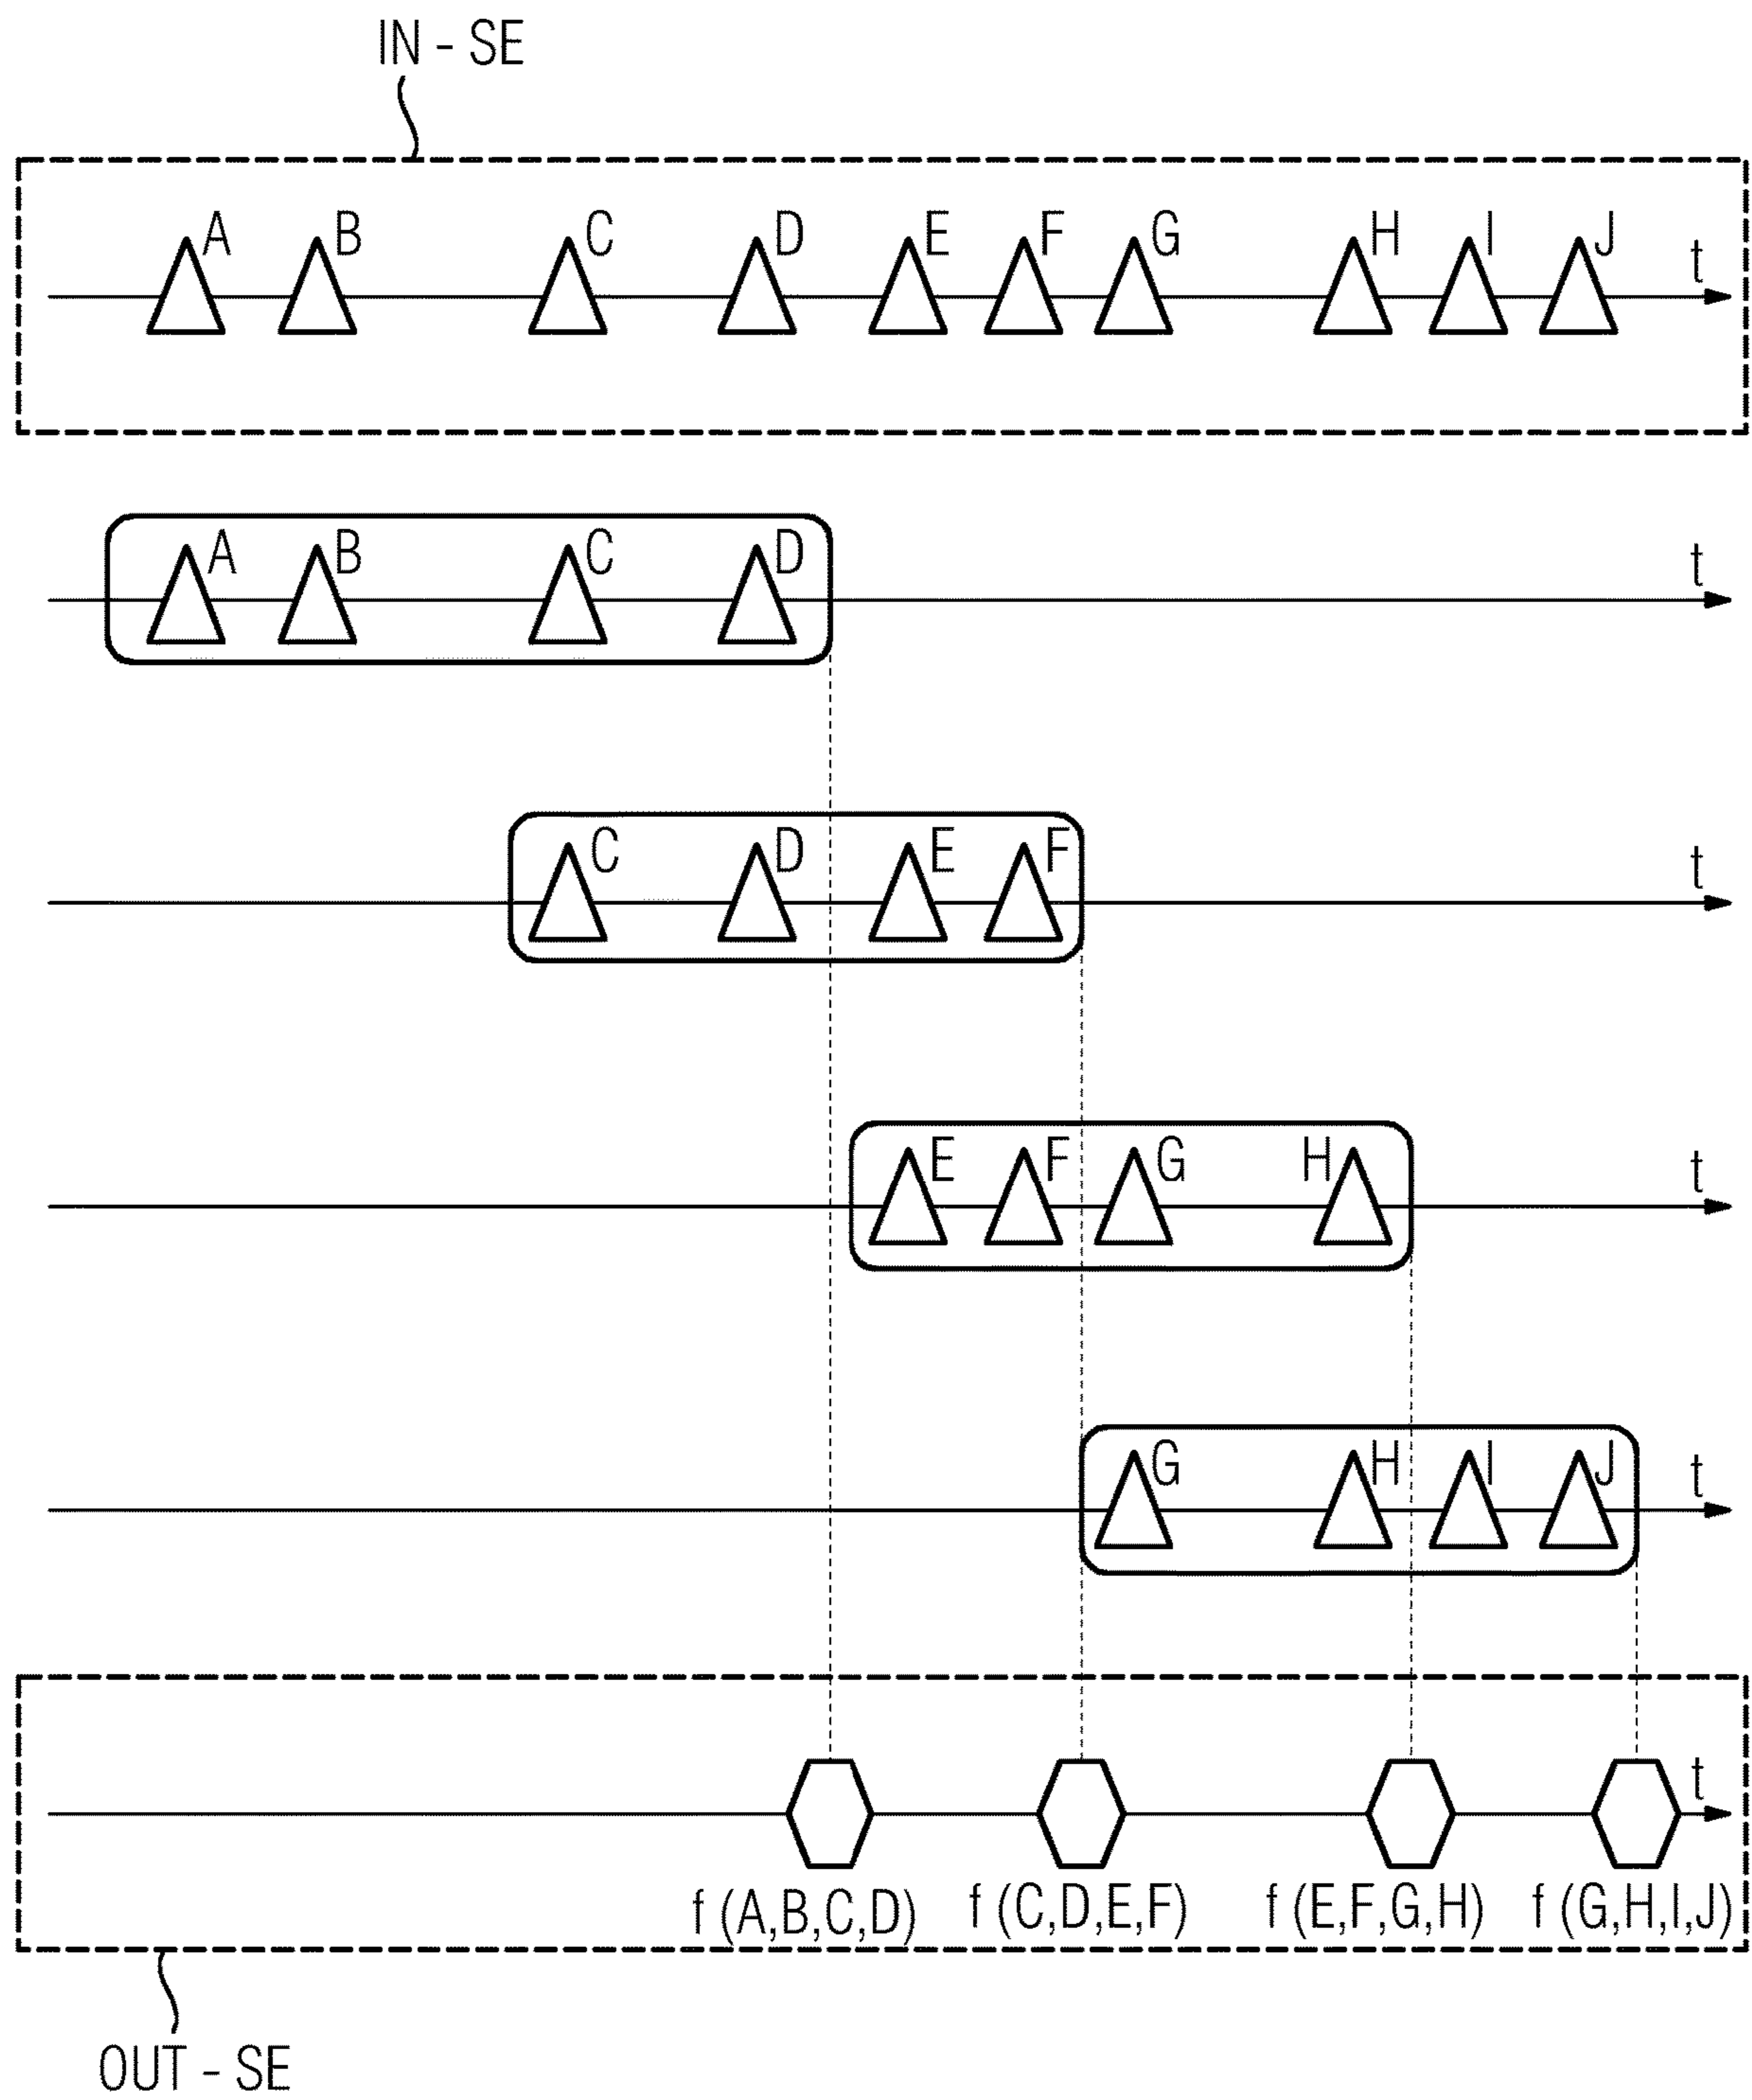 IN - SE
A B C D E F G H I J t
A B C D t
C D E F t
E F G H t
G H I J t
t
f (A,B,C,D) f (C,D,E,F) f (E,F,G,H) f (G,H,I,J)
OUT - SE